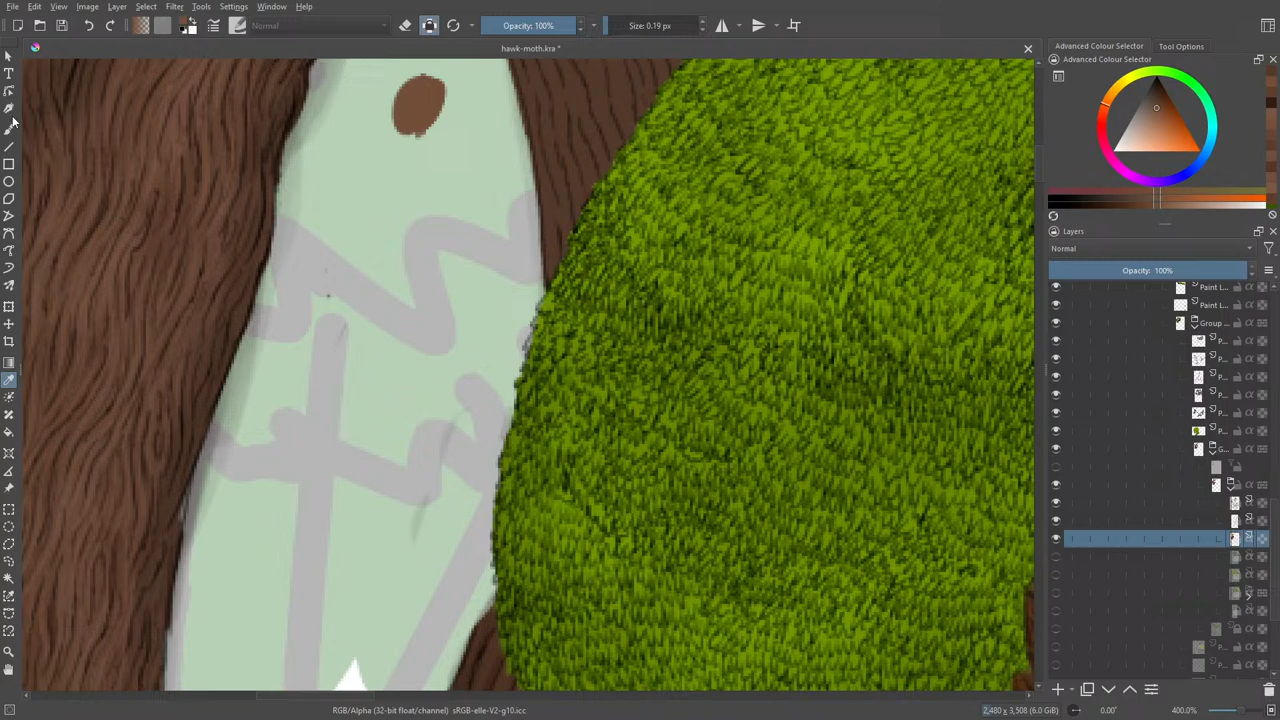 File Edit View Image Layer Select Filter Tools Settings Window Help
Normal Opacity: 100% Size: 0.19 px
hawk-moth.kra *
Advanced Colour Selector Tool Options
Advanced Colour Selector
Layers
Normal
Opacity: 100%
Paint L...
Paint L...
Group ...
P...
P...
P...
P...
P...
P...
G...
P...
P...
RGB/Alpha (32-bit float/channel) sRGB-elle-V2-g10.icc
2,480 x 3,508 (6.0 GiB) 0.00° 400.0%